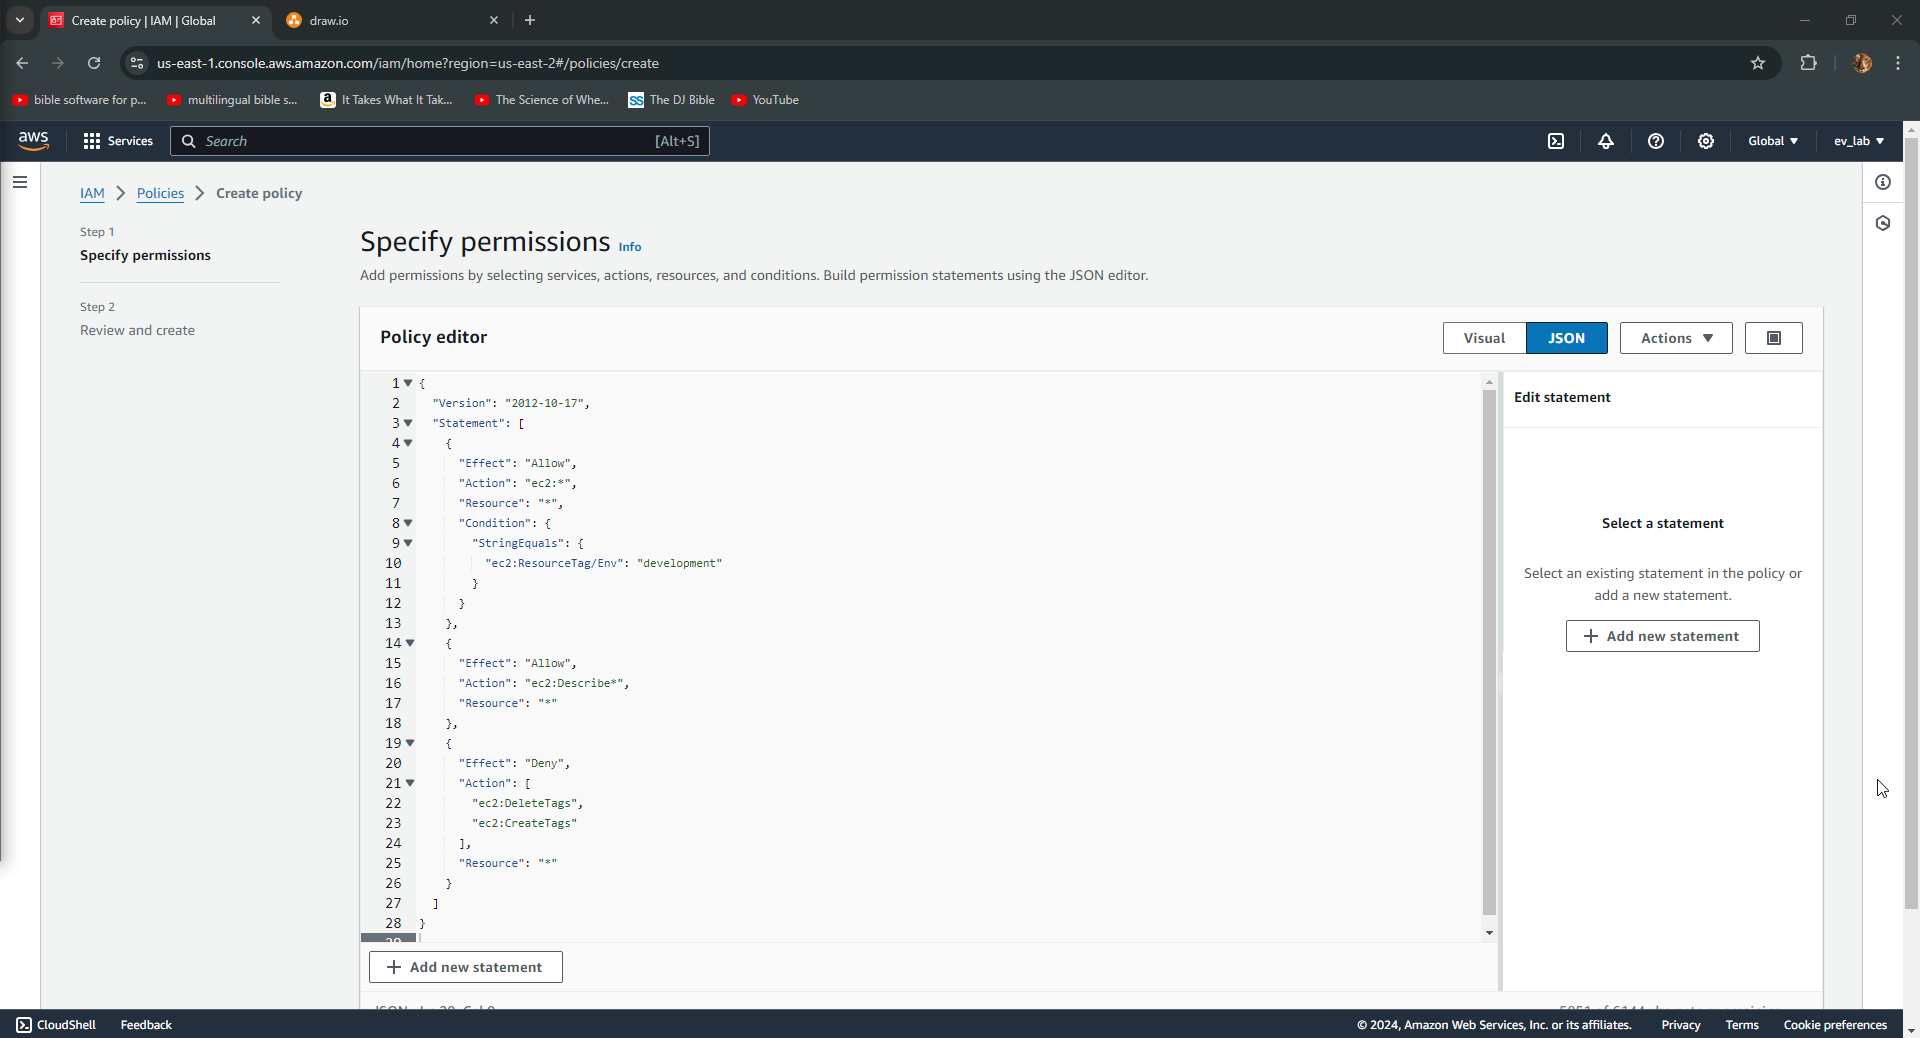 Create policy | IAM | Global
draw.io
us-east-1.console.aws.amazon.com/iam/home?region=us-east-2#/policies/create
bible software for p...
multilingual bible s...
It Takes What It Tak...
The Science of Whe...
The DJ Bible
YouTube
aws
Services
Search
[Alt+S]
Global
ev_lab
IAM
Policies
Create policy
Step 1
Specify permissions
Step 2
Review and create
Specify permissions Info
Add permissions by selecting services, actions, resources, and conditions. Build permission statements using the JSON editor.
Policy editor
Visual
JSON
Actions
1 {
2 "Version": "2012-10-17",
3 "Statement": [
4 {
5 "Effect": "Allow",
6 "Action": "ec2:*",
7 "Resource": "*",
8 "Condition": {
9 "StringEquals": {
10 "ec2:ResourceTag/Env": "development"
11 }
12 }
13 },
14 {
15 "Effect": "Allow",
16 "Action": "ec2:Describe*",
17 "Resource": "*"
18 },
19 {
20 "Effect": "Deny",
21 "Action": [
22 "ec2:DeleteTags",
23 "ec2:CreateTags"
24 ],
25 "Resource": "*"
26 }
27 ]
28 }
29
+ Add new statement
Edit statement
Select a statement
Select an existing statement in the policy or
add a new statement.
+ Add new statement
CloudShell
Feedback
© 2024, Amazon Web Services, Inc. or its affiliates.
Privacy
Terms
Cookie preferences